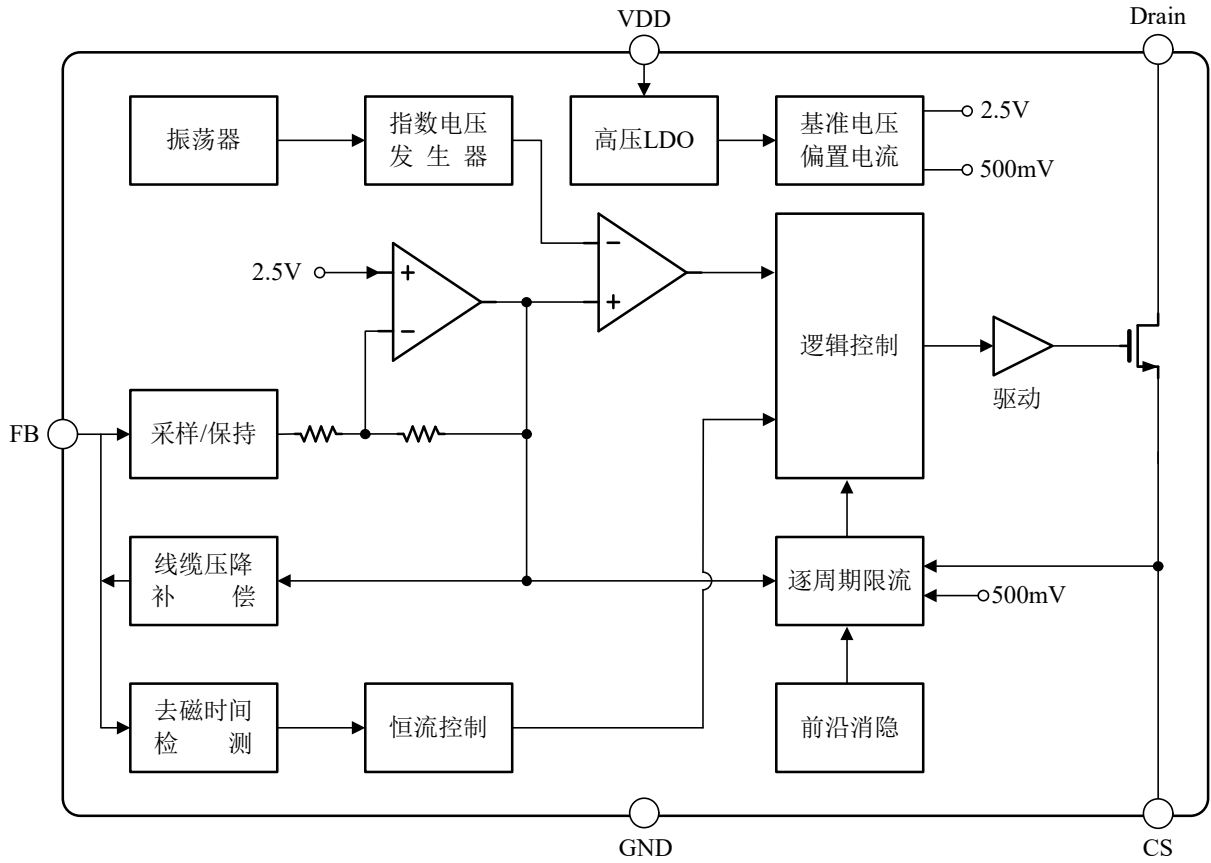 VDD
Drain
振荡器
指数电压
发 生 器
高压LDO
基准电压
偏置电流
2.5V
500mV
2.5V
+
−
−
+
逻辑控制
驱动
FB
采样/保持
线缆压降
补 偿
逐周期限流
500mV
去磁时间
检 测
恒流控制
前沿消隐
GND
CS